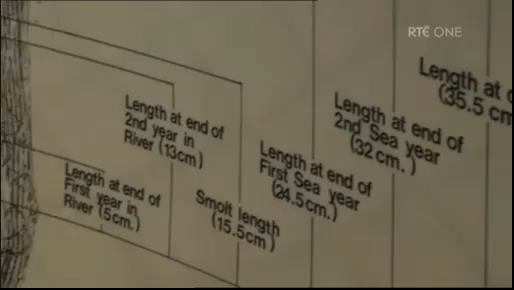 RTÉ ONE
Length at end of
First year in
River (5cm.)
Length at end of
2nd year in
River (13cm)
Smolt length
(15.5cm)
Length at end of
First Sea year
(24.5cm.)
Length at end of
2nd Sea year
(32cm.)
Length at
(35.5 cm